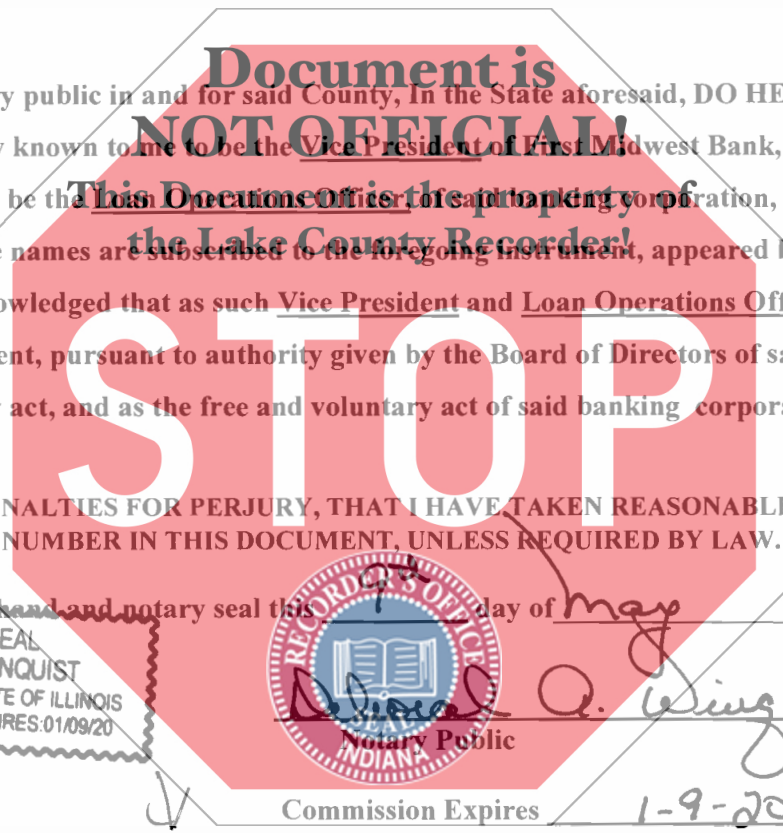 Document is
y public in and for said County, In the State aforesaid, DO HE
NOT OFFICIAL!
y known to me to be the Vice President of First Midwest Bank,
This Document is the property of
be the Loan Operations Officer, of said banking corporation,
the Lake County Recorder!
e names are subscribed to the foregoing instrument, appeared
owledged that as such Vice President and Loan Operations Off
STOP
ent, pursuant to authority given by the Board of Directors of sa
act, and as the free and voluntary act of said banking corpora
NALTIES FOR PERJURY, THAT I HAVE TAKEN REASONABLE
NUMBER IN THIS DOCUMENT, UNLESS REQUIRED BY LAW.
hand and notary seal this 9th day of May
RECORDER'S OFFICE
SEAL
INDIANA
EAL
NQUIST
TE OF ILLINOIS
IRES:01/09/20
Deborah A. Wing
Notary Public
Commission Expires 1-9-20